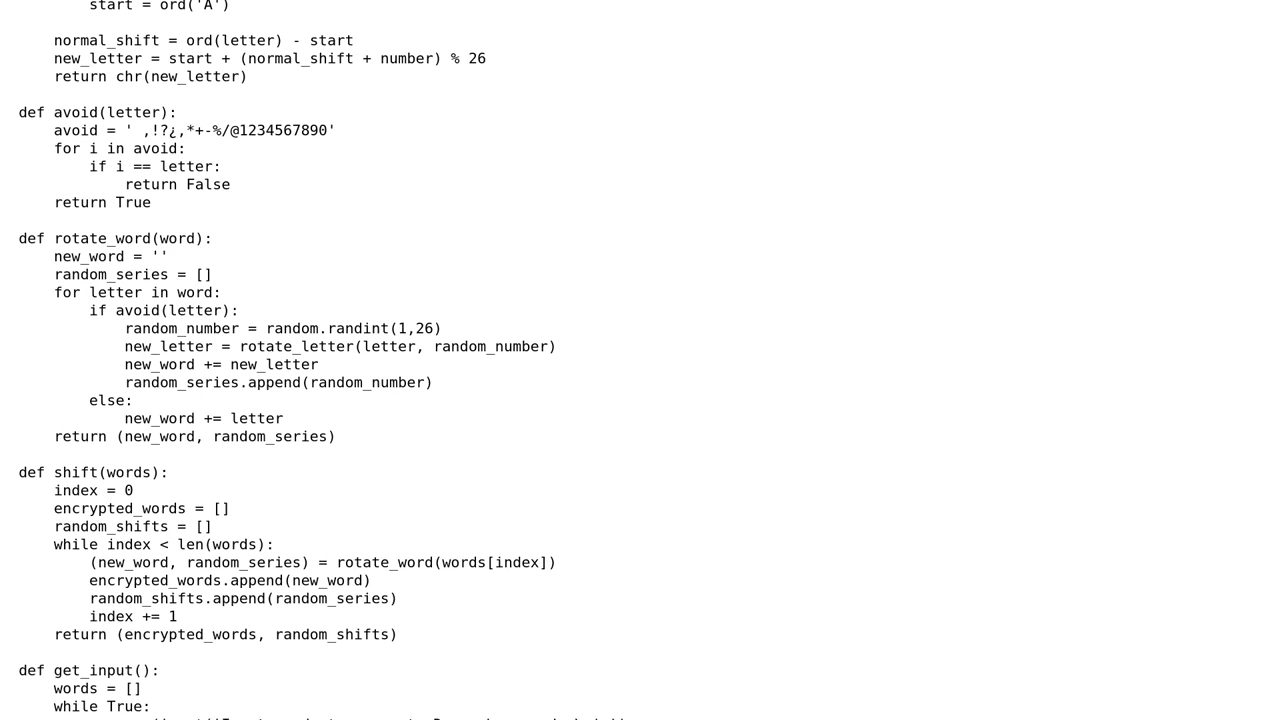 start = ord('A')

    normal_shift = ord(letter) - start
    new_letter = start + (normal_shift + number) % 26
    return chr(new_letter)

def avoid(letter):
    avoid = ' ,!?¿,*+-%/@1234567890'
    for i in avoid:
        if i == letter:
            return False
    return True

def rotate_word(word):
    new_word = ''
    random_series = []
    for letter in word:
        if avoid(letter):
            random_number = random.randint(1,26)
            new_letter = rotate_letter(letter, random_number)
            new_word += new_letter
            random_series.append(random_number)
        else:
            new_word += letter
    return (new_word, random_series)

def shift(words):
    index = 0
    encrypted_words = []
    random_shifts = []
    while index < len(words):
        (new_word, random_series) = rotate_word(words[index])
        encrypted_words.append(new_word)
        random_shifts.append(random_series)
        index += 1
    return (encrypted_words, random_shifts)

def get_input():
    words = []
    while True: